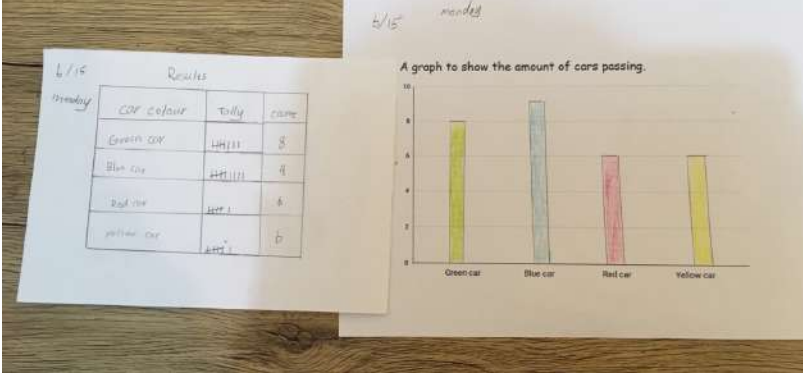 6/15
Results
monday
car colour Tally count
Green car 8
Blue car 9
Red car 6
yellow car 6
6/15
monday
A graph to show the amount of cars passing.
10
8
6
4
2
0
Green car Blue car Red car Yellow car